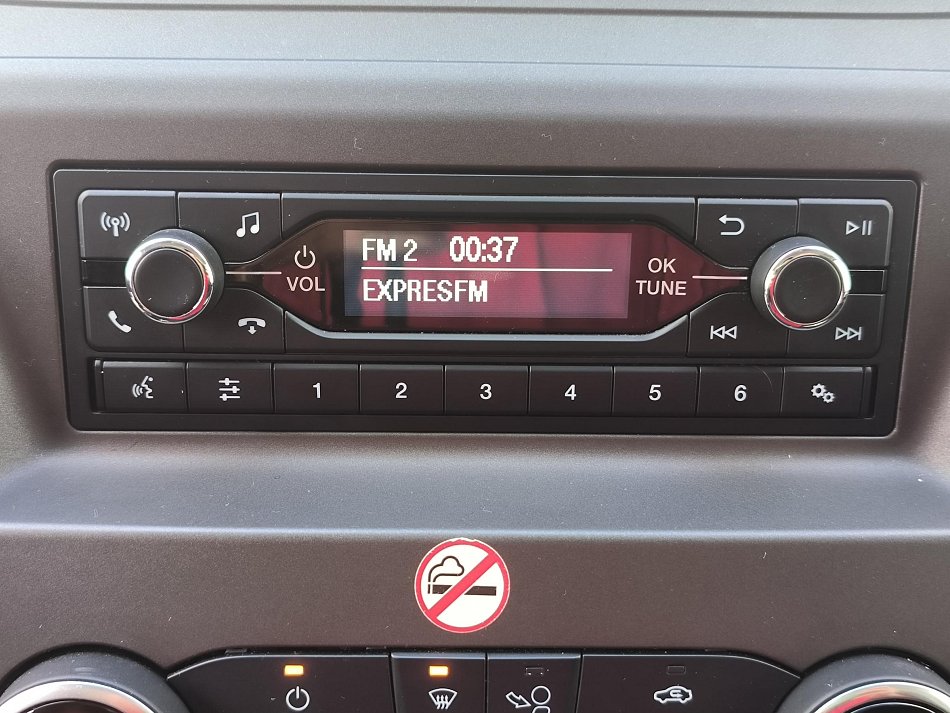 FM 2 00:37
EXPRESFM
VOL
OK
TUNE
1 2 3 4 5 6